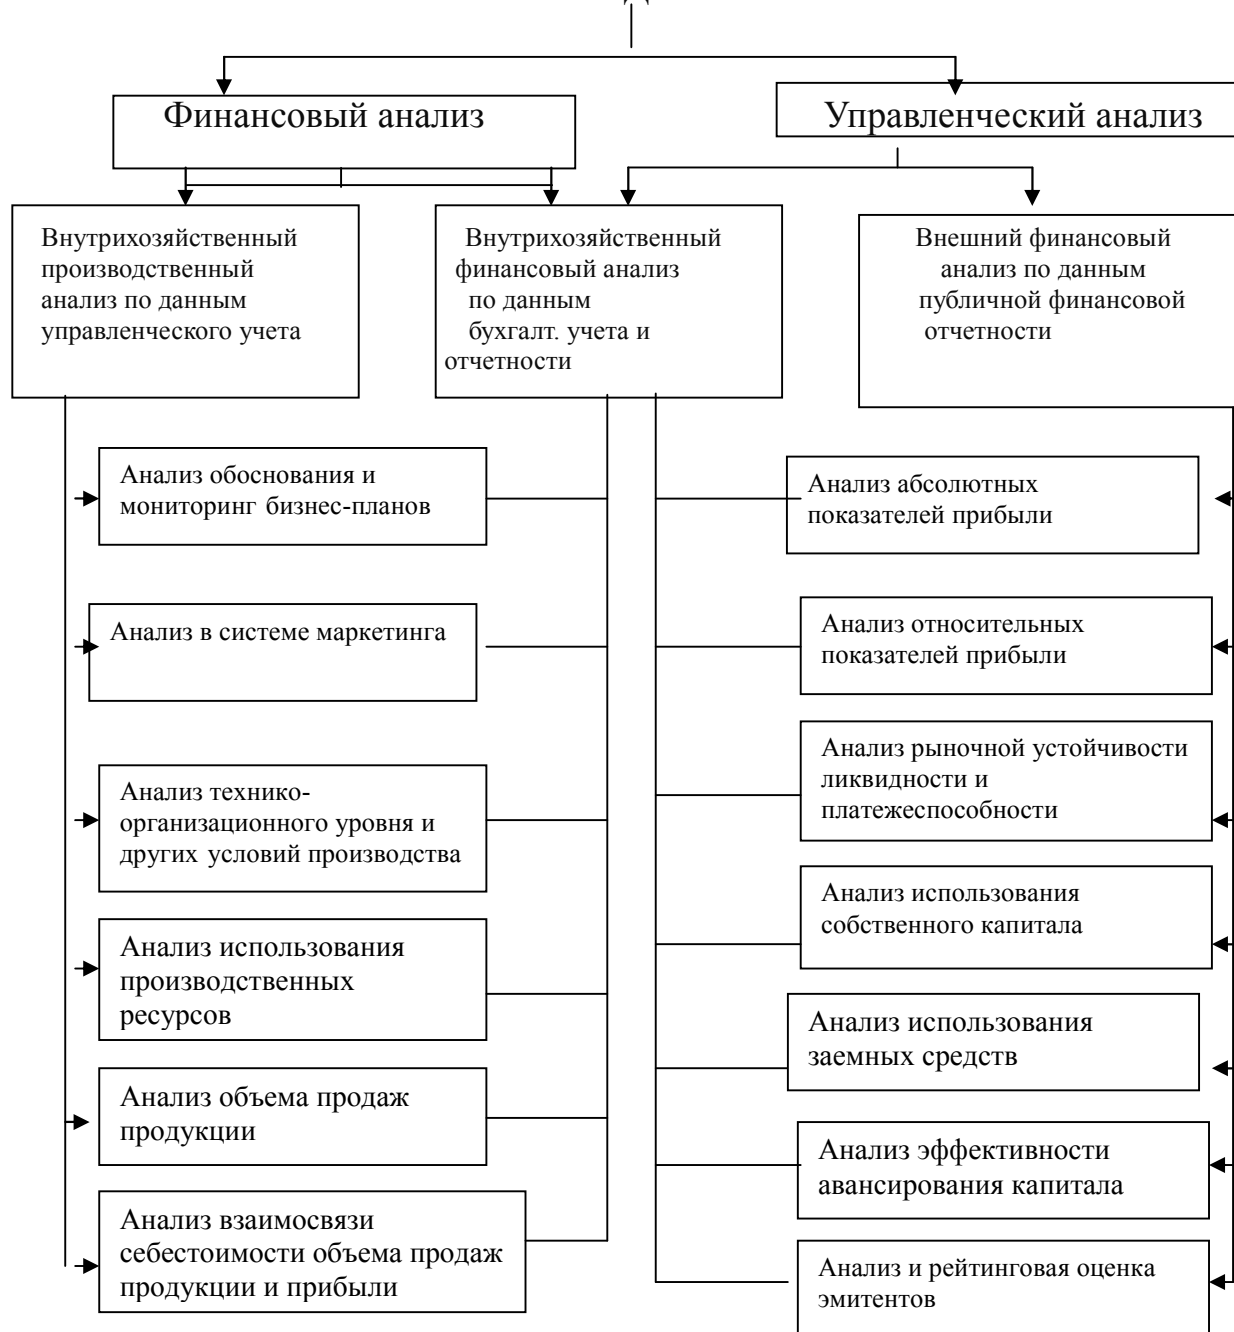 Финансовый анализ
Управленческий анализ
Внутрихозяйственный
производственный
анализ по данным
управленческого учета
Внутрихозяйственный
финансовый анализ
по данным
бухгалт. учета и
отчетности
Внешний финансовый
анализ по данным
публичной финансовой
отчетности
Анализ обоснования и
мониторинг бизнес-планов
Анализ в системе маркетинга
Анализ технико-
организационного уровня и
других условий производства
Анализ использования
производственных
ресурсов
Анализ объема продаж
продукции
Анализ взаимосвязи
себестоимости объема продаж
продукции и прибыли
Анализ абсолютных
показателей прибыли
Анализ относительных
показателей прибыли
Анализ рыночной устойчивости
ликвидности и
платежеспособности
Анализ использования
собственного капитала
Анализ использования
заемных средств
Анализ эффективности
авансирования капитала
Анализ и рейтинговая оценка
эмитентов